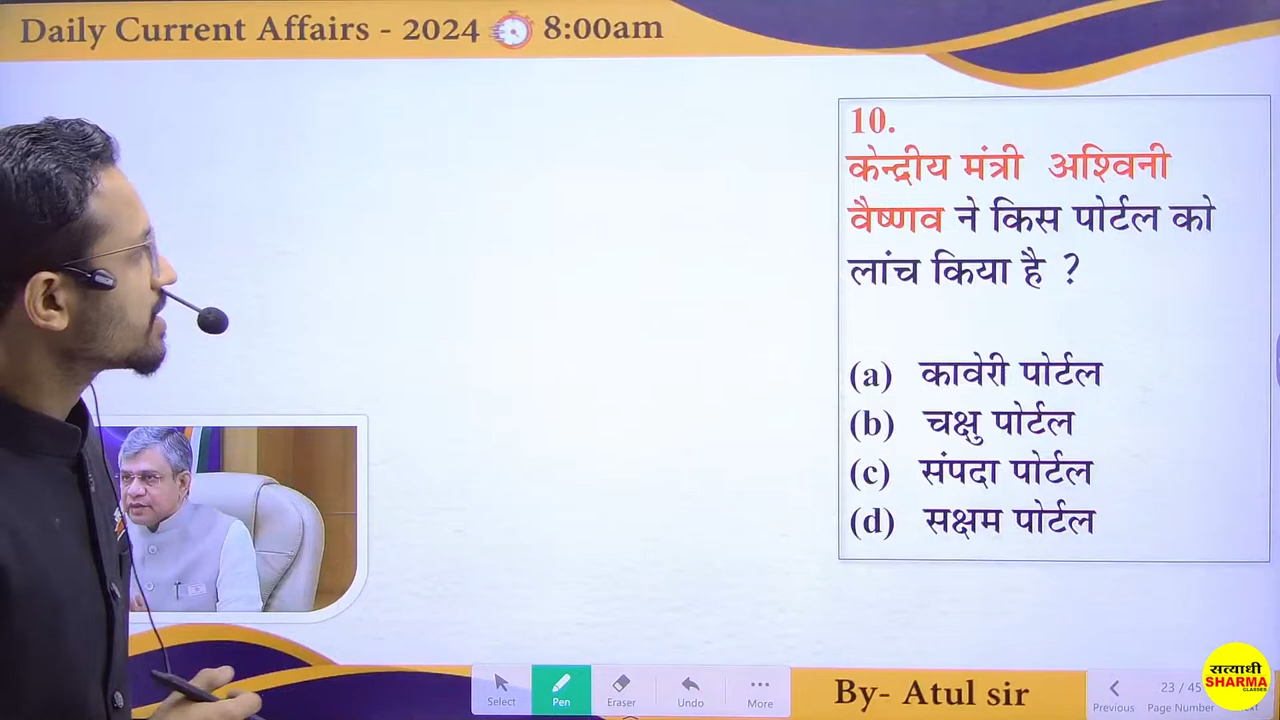 Daily Current Affairs - 2024 8:00am
10.
केन्द्रीय मंत्री अश्विनी
वैष्णव ने किस पोर्टल को
लांच किया है ?
(a) कावेरी पोर्टल
(b) चक्षु पोर्टल
(c) संपदा पोर्टल
(d) सक्षम पोर्टल
Select
Pen
Eraser
Undo
More
By- Atul sir
Previous
23 / 45
Page Number
सत्याधी
SHARMA
CLASSES